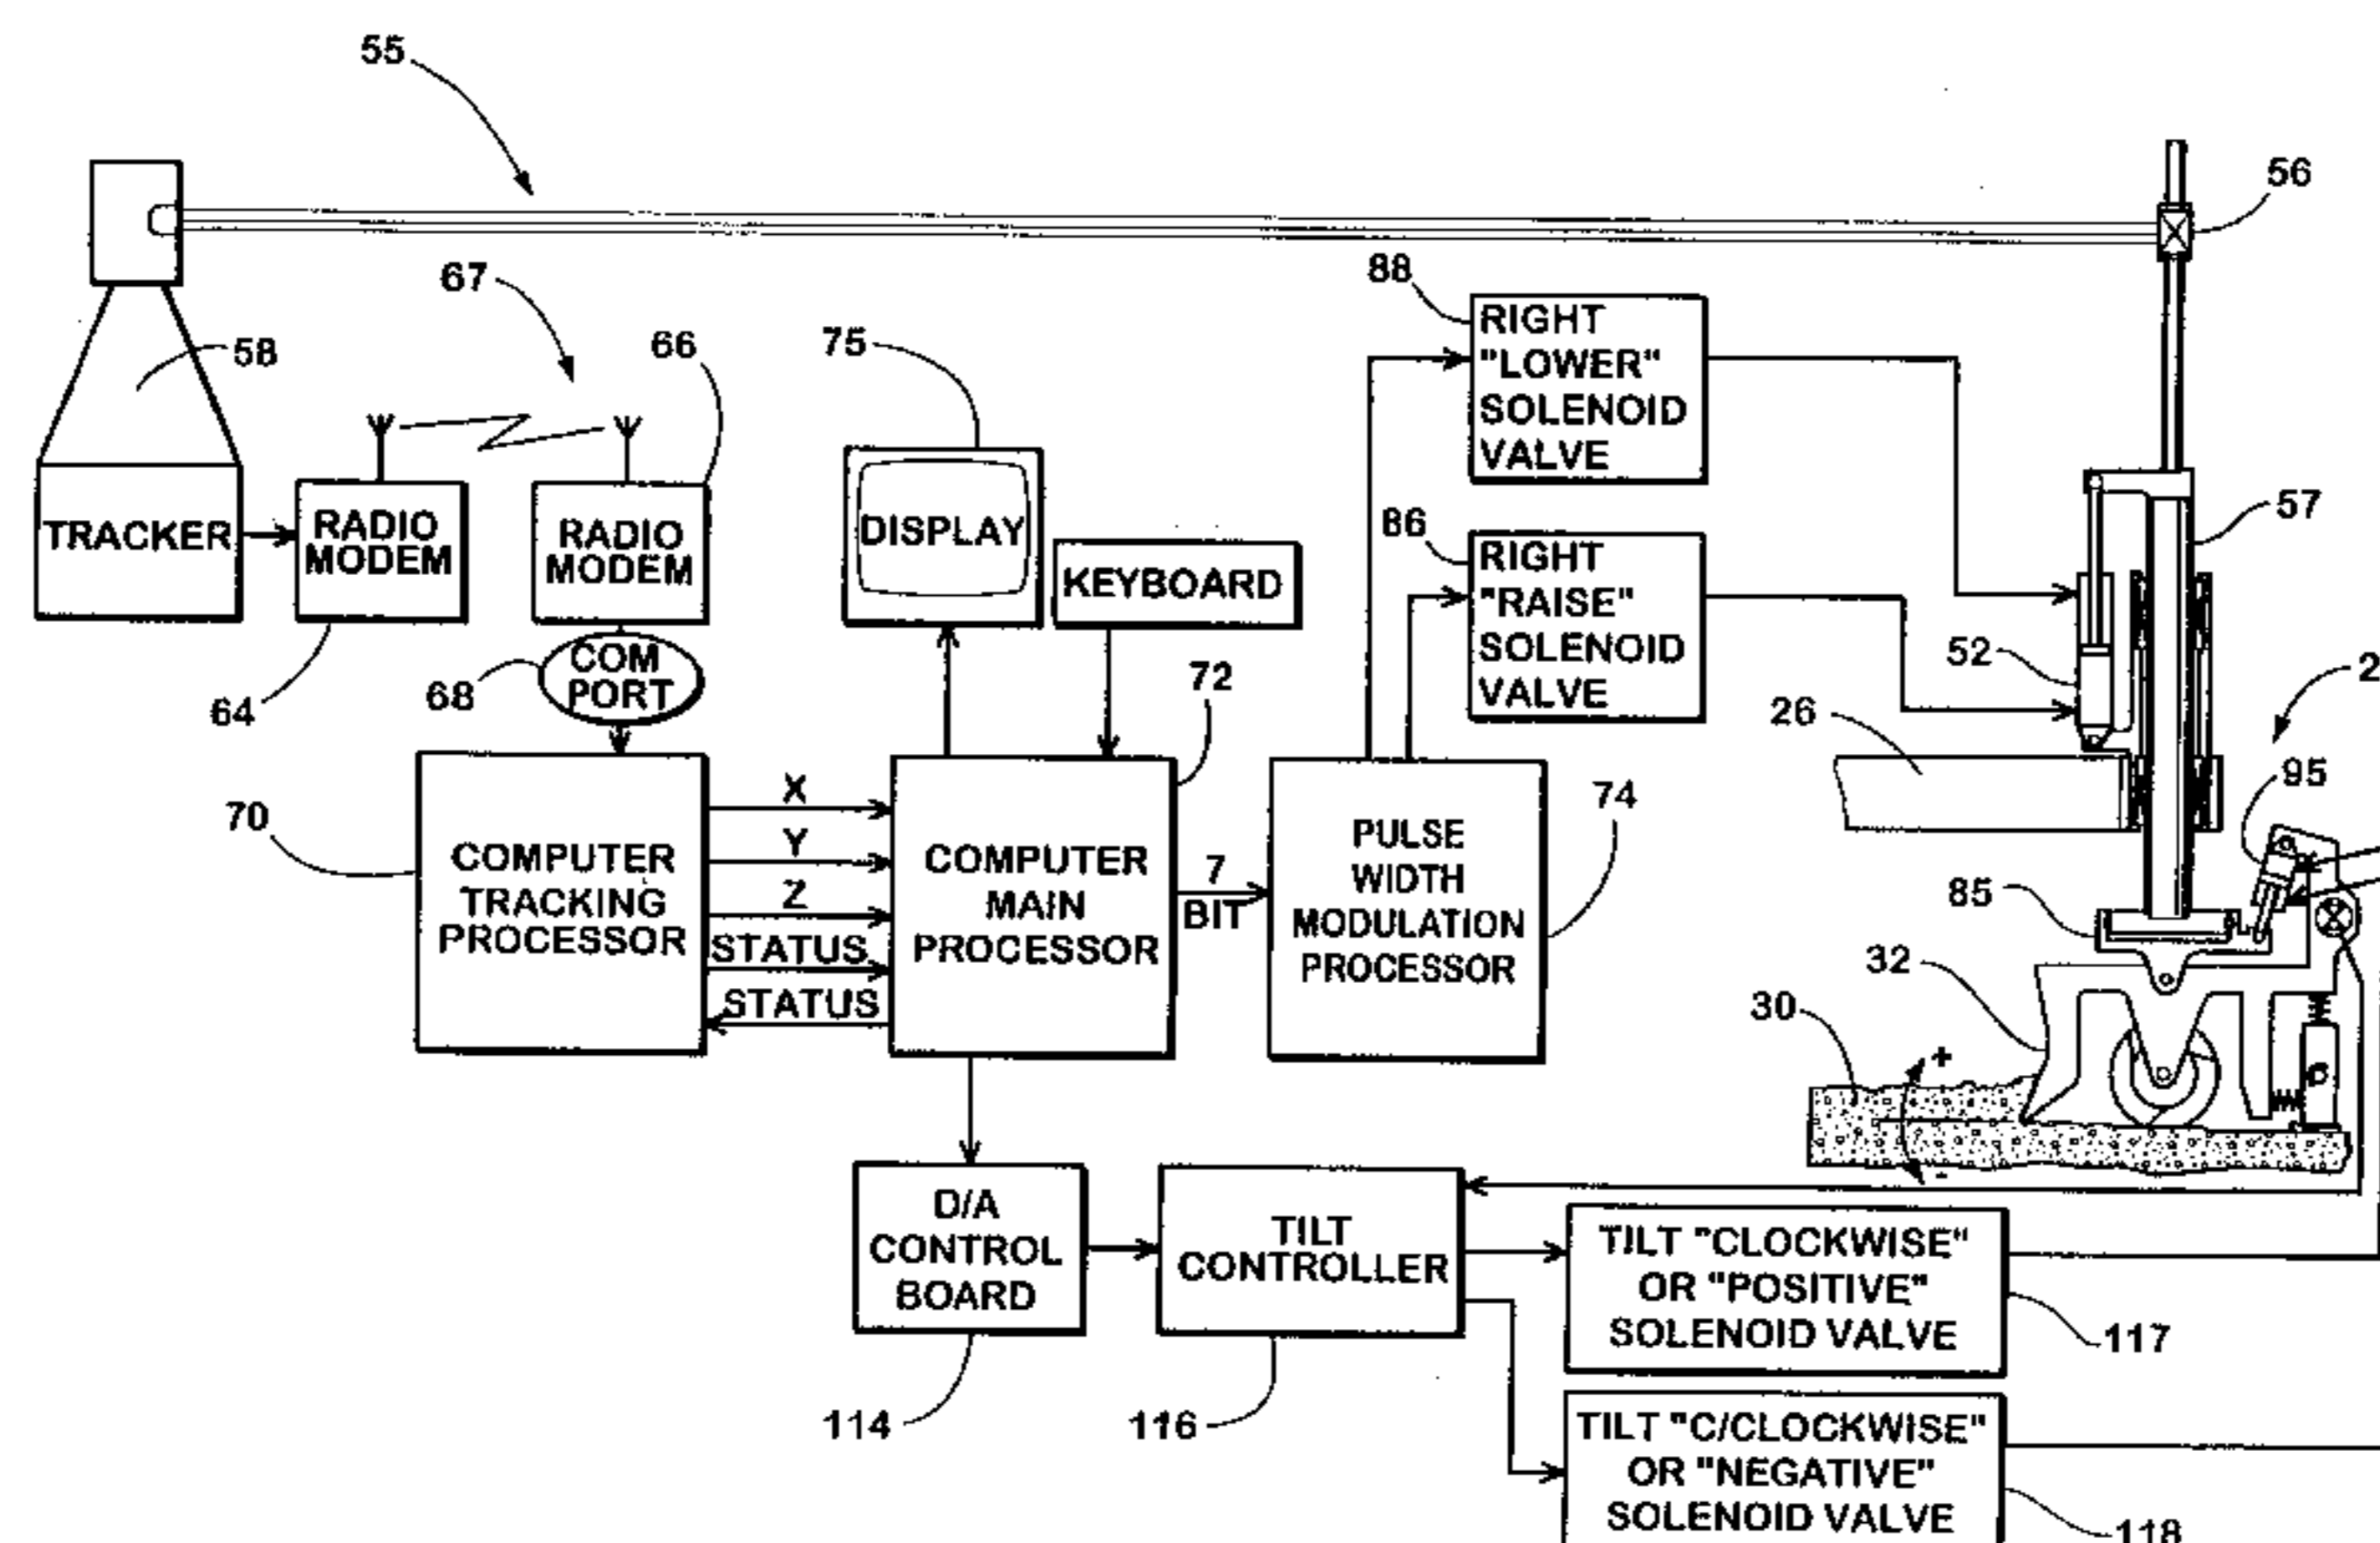 55
56
67
88
RIGHT
"LOWER"
SOLENOID
VALVE
58
75
66
TRACKER
RADIO
MODEM
RADIO
MODEM
DISPLAY
KEYBOARD
86
RIGHT
"RAISE"
SOLENOID
VALVE
57
52
COM
PORT
68
64
72
26
95
70
X
Y
Z
STATUS
STATUS
COMPUTER
TRACKING
PROCESSOR
COMPUTER
MAIN
PROCESSOR
7
BIT
PULSE
WIDTH
MODULATION
PROCESSOR
74
85
32
30
+
-
D/A
CONTROL
BOARD
TILT
CONTROLLER
TILT "CLOCKWISE"
OR "POSITIVE"
SOLENOID VALVE
117
114
116
TILT "C/CLOCKWISE"
OR "NEGATIVE"
SOLENOID VALVE
118